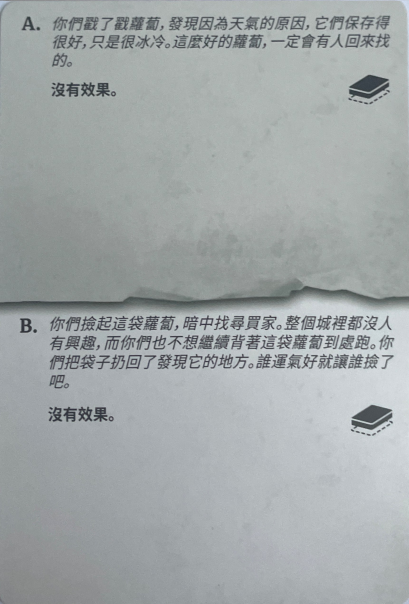 A. 你們戳了戳蘿蔔，發現因為天氣的原因，它們保存得
很好，只是很冰冷。這麼好的蘿蔔，一定會有人回來找
的。
沒有效果。
B. 你們撿起這袋蘿蔔，暗中找尋買家。整個城裡都沒人
有興趣，而你們也不想繼續背著這袋蘿蔔到處跑。你
們把袋子扔回了發現它的地方。誰運氣好就讓誰撿了
吧。
沒有效果。